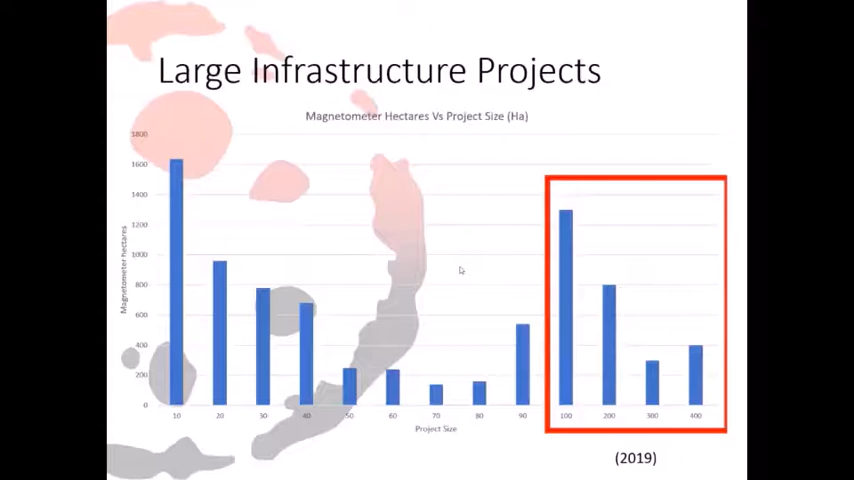 Large Infrastructure Projects
Magnetometer Hectares Vs Project Size (Ha)
1800
1600
1400
1200
1000
800
600
400
200
0
Magnetometer hectares
10 20 30 40 50 60 70 80 90 100 200 300 400
Project Size
(2019)